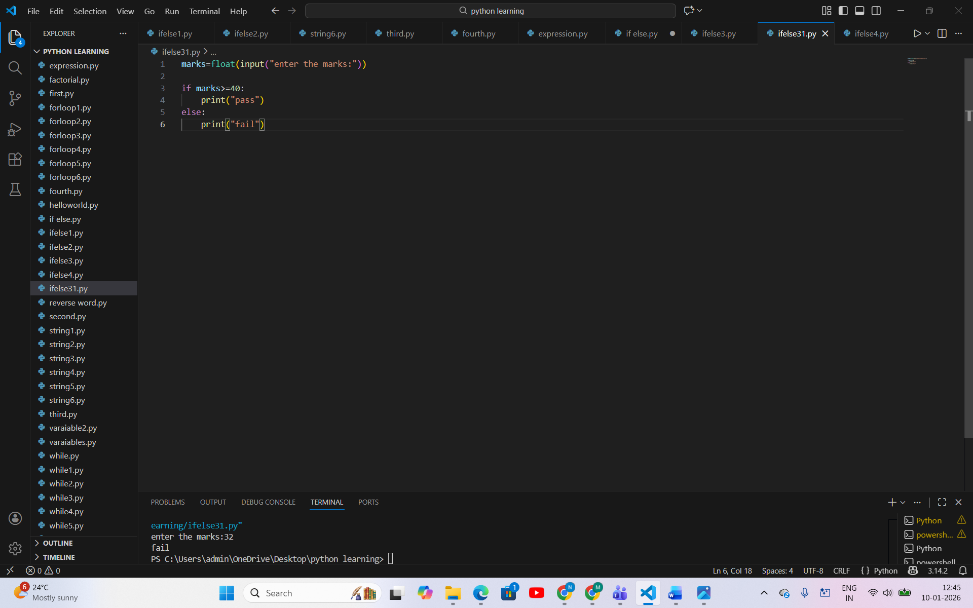 File Edit Selection View Go Run Terminal Help
python learning
EXPLORER
PYTHON LEARNING
expression.py
factorial.py
first.py
forloop1.py
forloop2.py
forloop3.py
forloop4.py
forloop5.py
forloop6.py
fourth.py
helloworld.py
if else.py
ifelse1.py
ifelse2.py
ifelse3.py
ifelse4.py
ifelse31.py
reverse word.py
second.py
string1.py
string2.py
string3.py
string4.py
string5.py
string6.py
third.py
varaiable2.py
varaiables.py
while.py
while1.py
while2.py
while3.py
while4.py
while5.py
OUTLINE
TIMELINE
4
ifelse1.py ifelse2.py string6.py third.py fourth.py expression.py if else.py ifelse3.py ifelse31.py ifelse4.py
ifelse31.py > ...
1 marks=float(input("enter the marks:"))
2
3 if marks>=40:
4 print("pass")
5 else:
6 print("fail")
PROBLEMS OUTPUT DEBUG CONSOLE TERMINAL PORTS
earning/ifelse31.py"
enter the marks:32
fail
PS C:\Users\admin\OneDrive\Desktop\python learning>
Python
powersh...
Python
powershell
0 0
Ln 6, Col 18 Spaces: 4 UTF-8 CRLF { } Python 3.14.2
6
24°C
Mostly sunny
Search
1
N
M
ENG
IN
12:45
10-01-2026